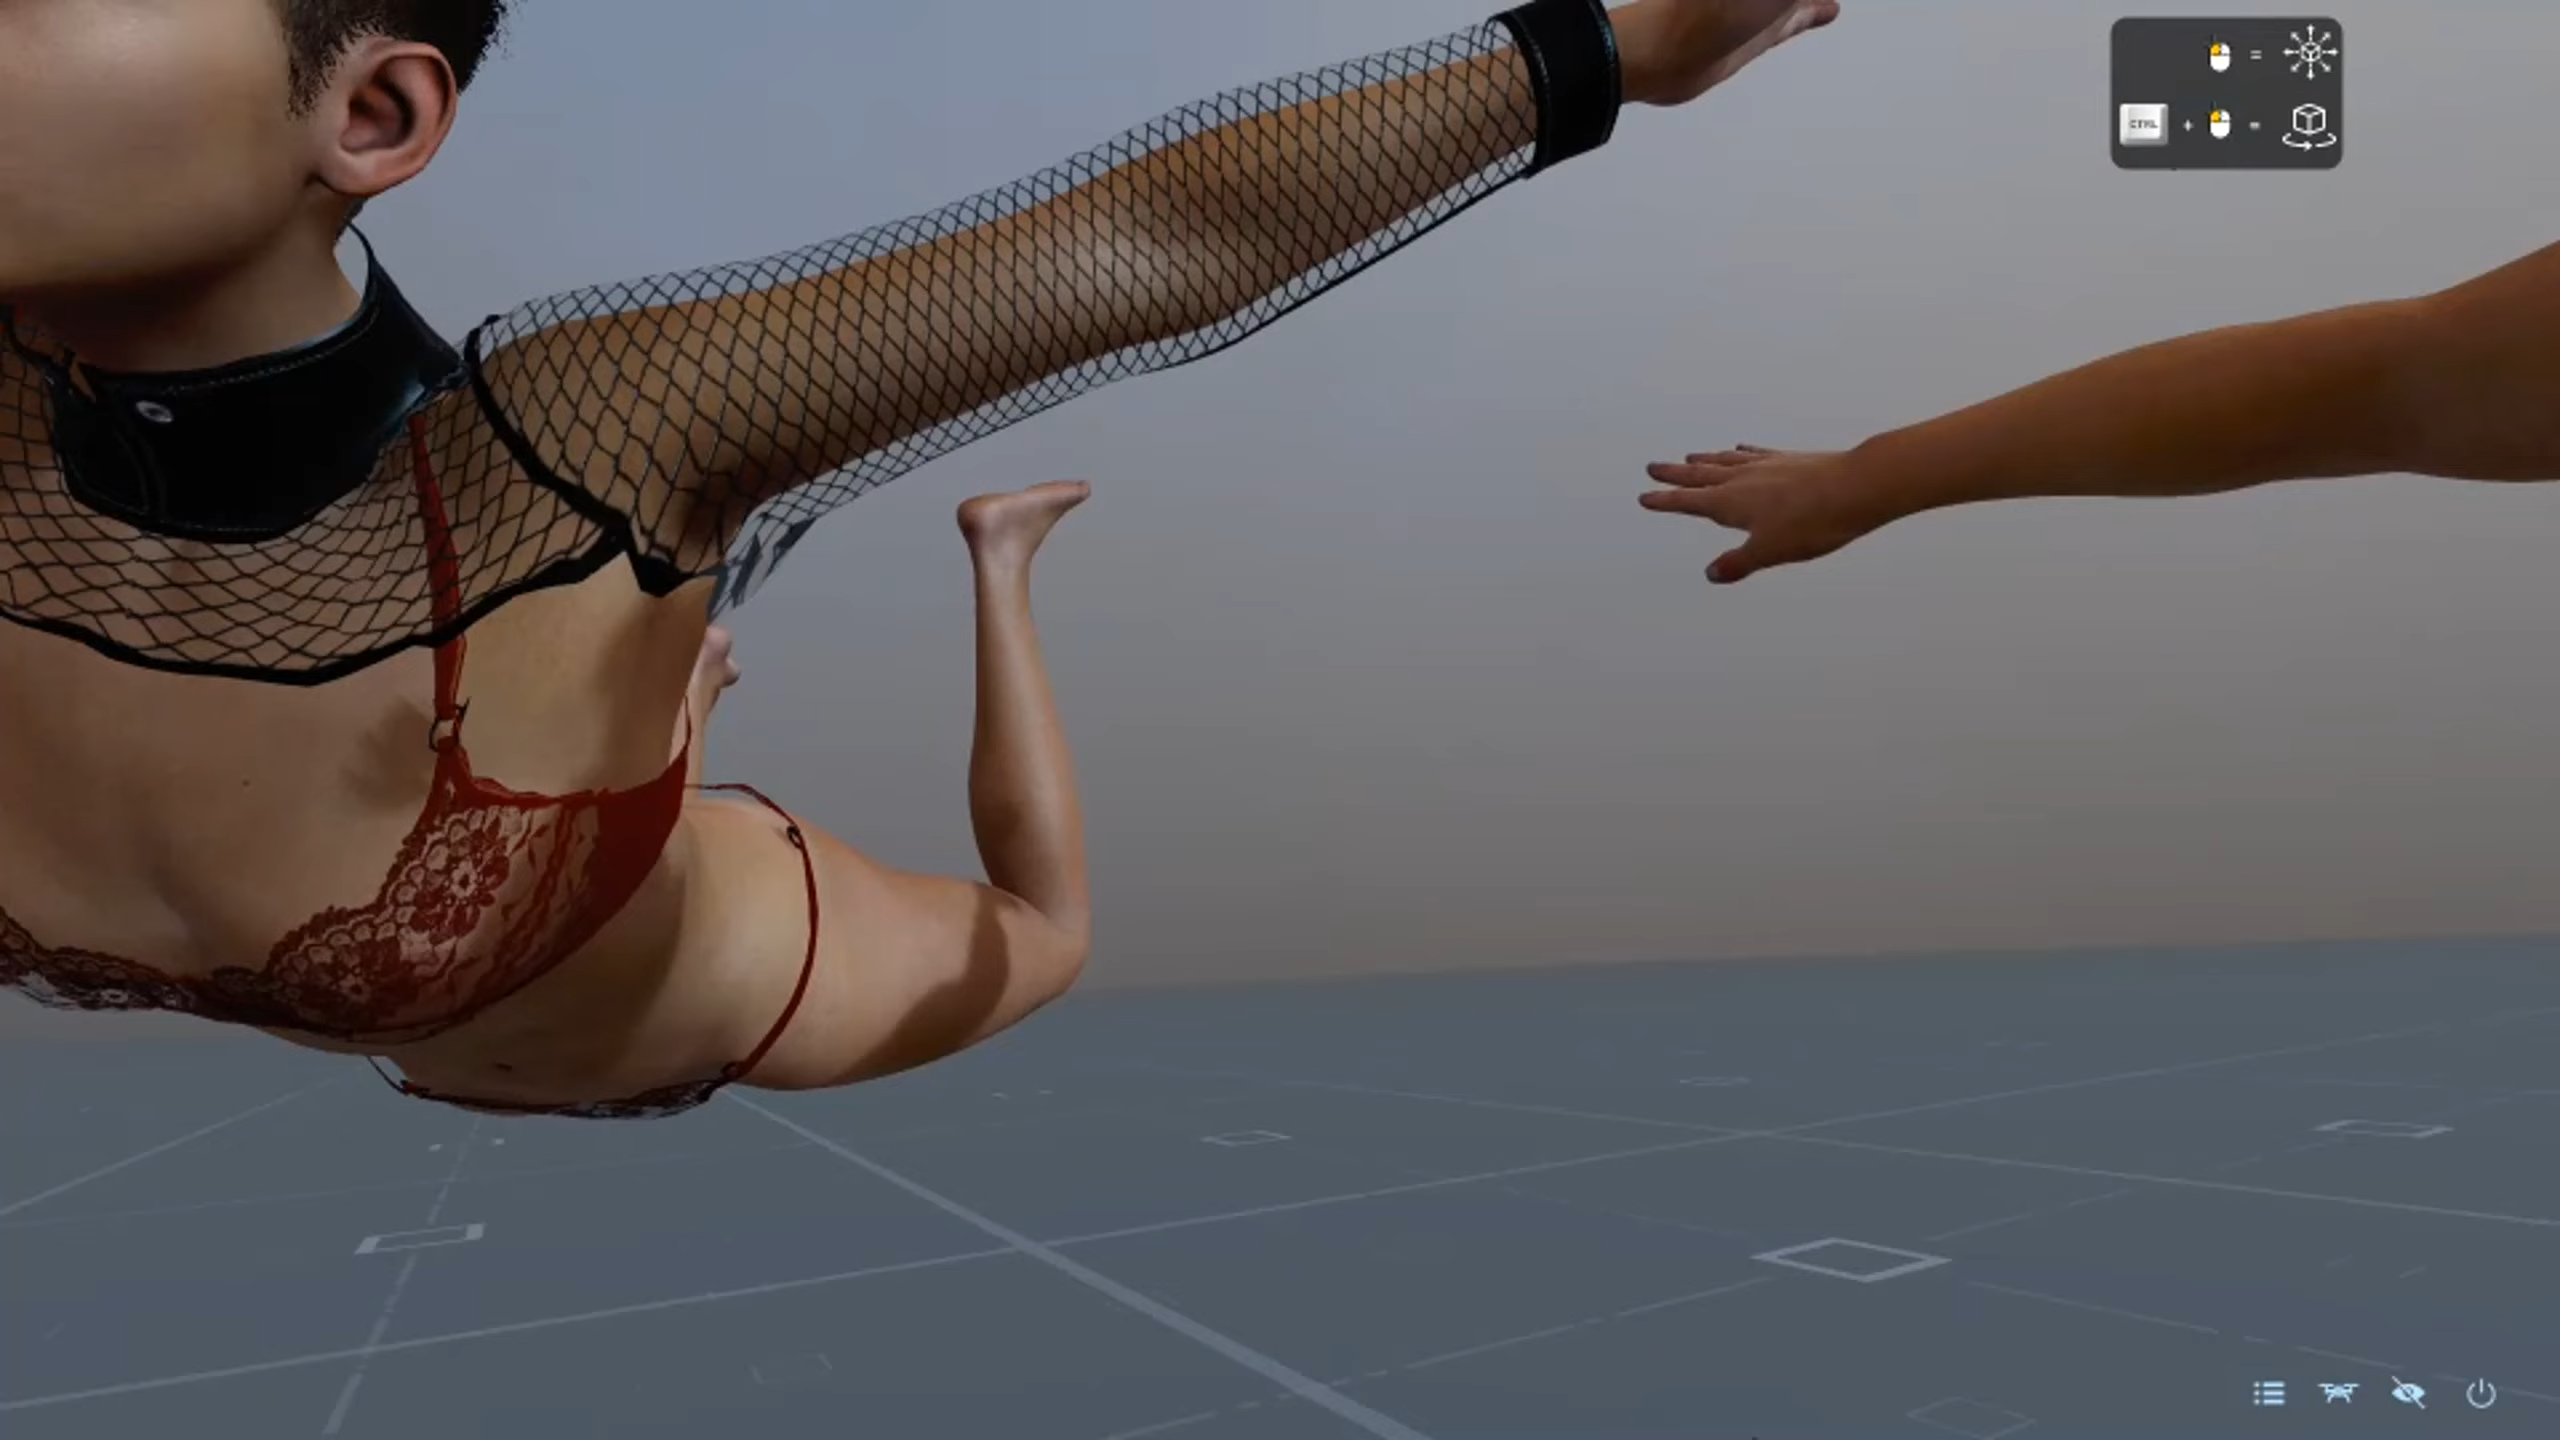 =
CTRL + =